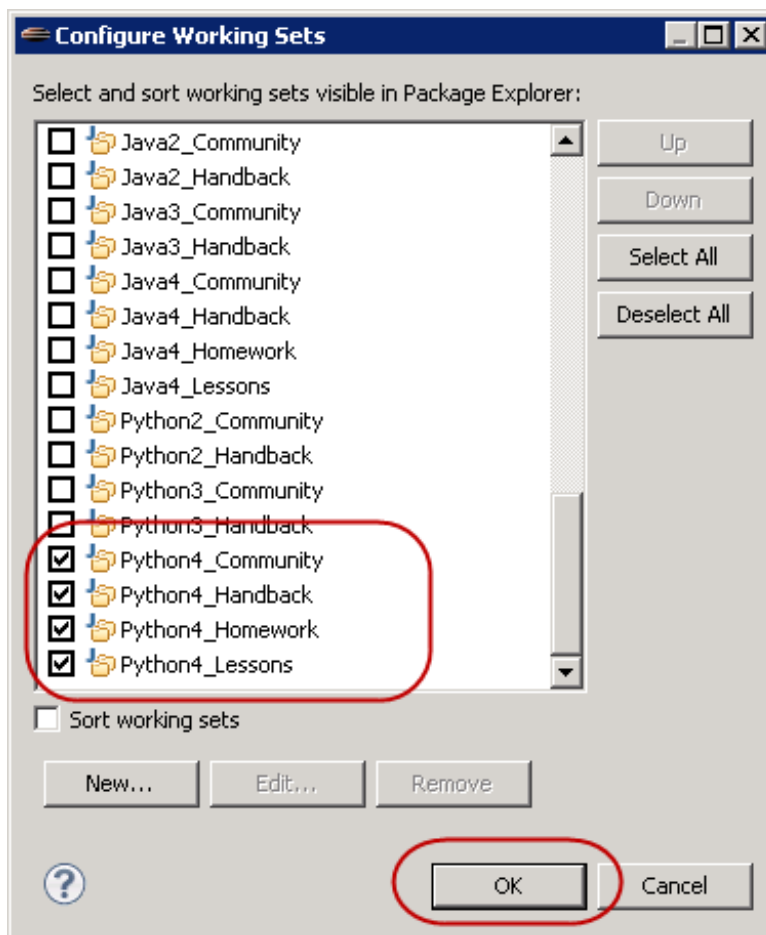 Configure Working Sets
Select and sort working sets visible in Package Explorer:
Java2_Community
Java2_Handback
Java3_Community
Java3_Handback
Java4_Community
Java4_Handback
Java4_Homework
Java4_Lessons
Python2_Community
Python2_Handback
Python3_Community
Python3_Handback
Python4_Community
Python4_Handback
Python4_Homework
Python4_Lessons
Up
Down
Select All
Deselect All
Sort working sets
New... Edit... Remove
? OK Cancel